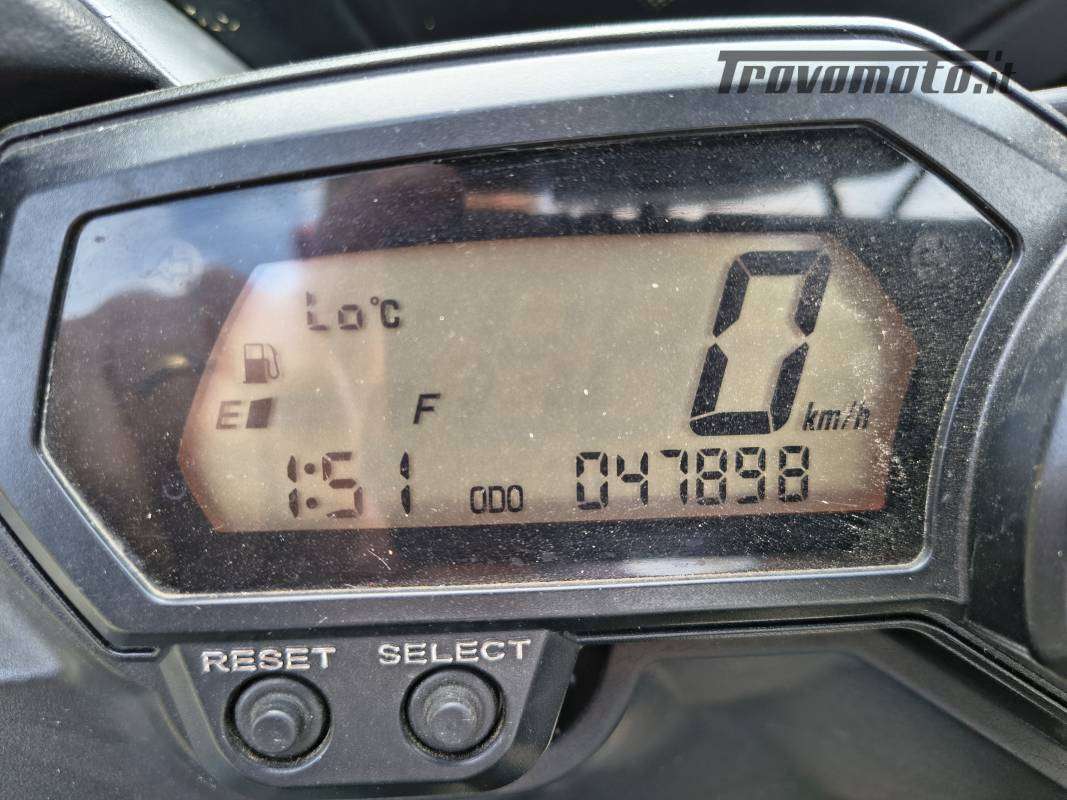 Trovomoto.it
0
Lo°C
E F km/h
1:51 ODO 047898
RESET SELECT